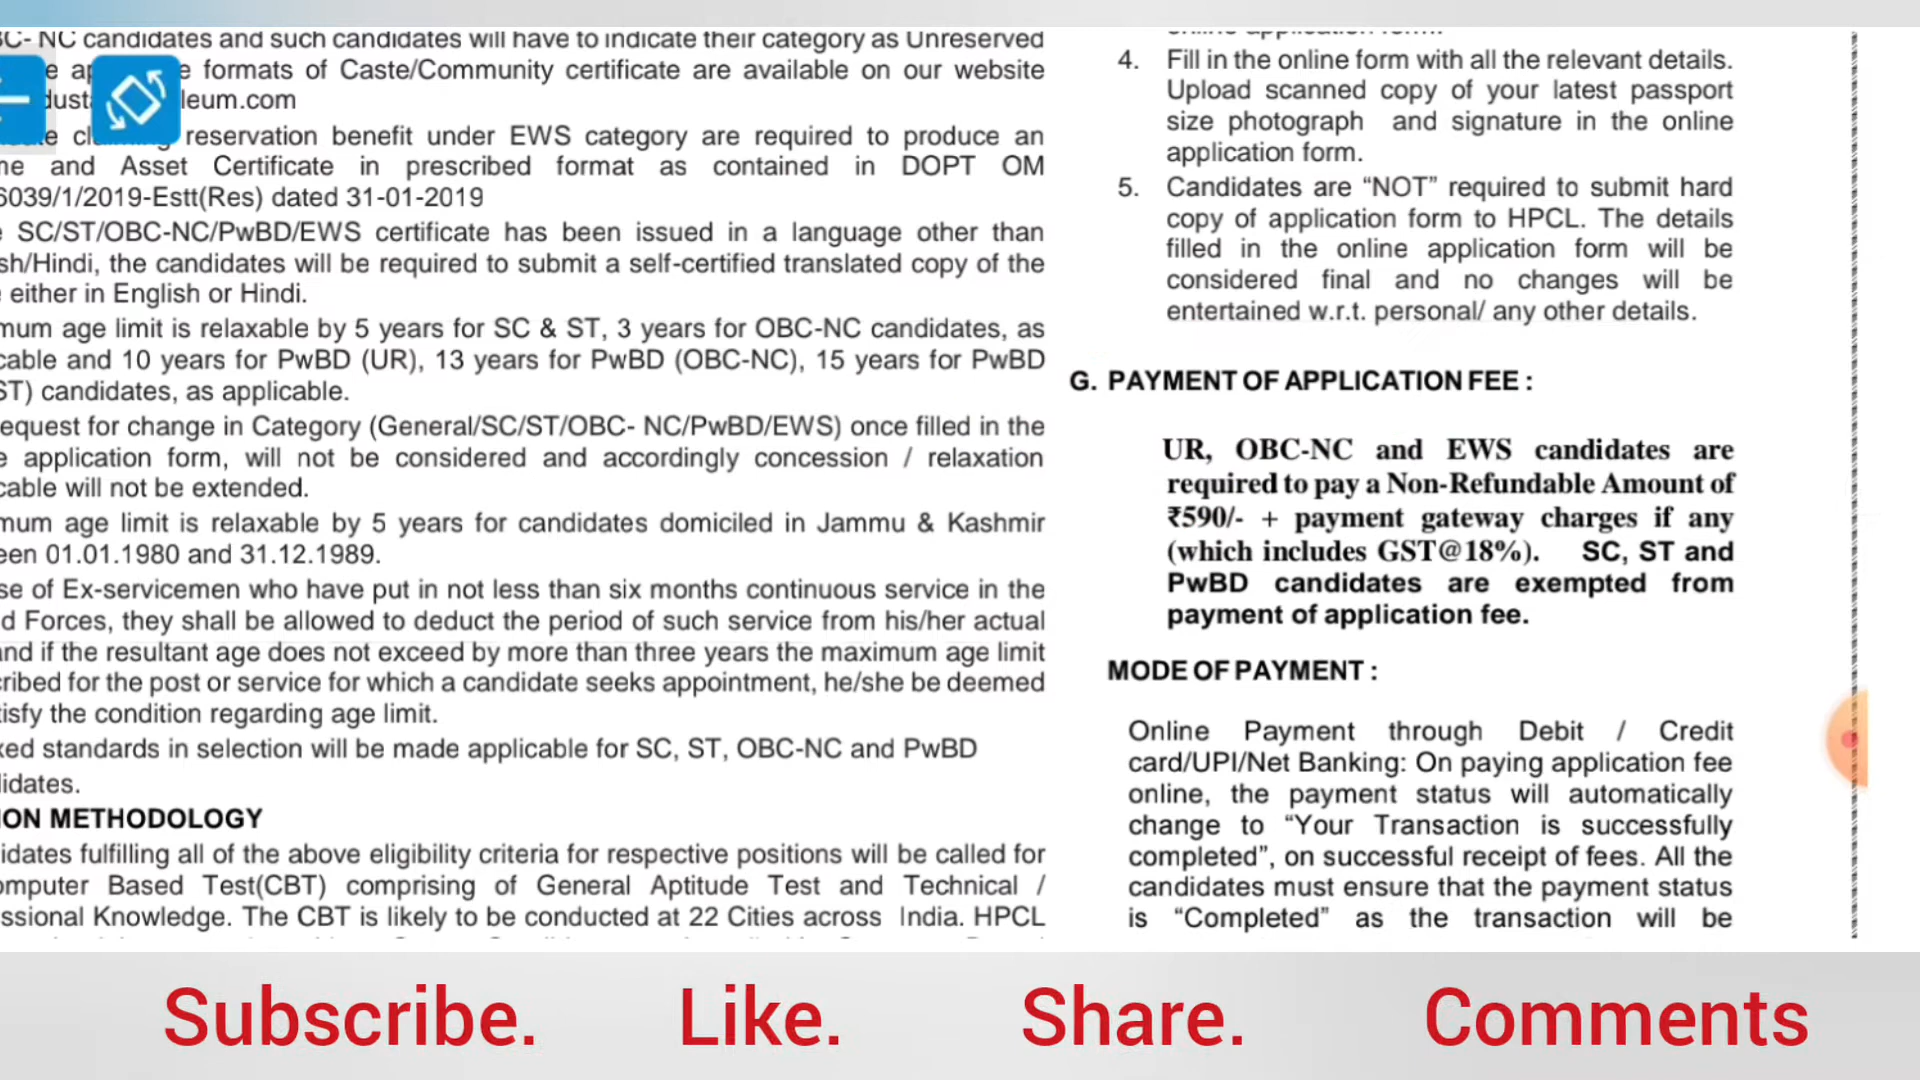 C- NC candidates and such candidates will have to indicate their category as Unreserved
formats of Caste/Community certificate are available on our website
leum.com
reservation benefit under EWS category are required to produce an
and Asset Certificate in prescribed format as contained in DOPT OM
6039/1/2019-Estt(Res) dated 31-01-2019
SC/ST/OBC-NC/PwBD/EWS certificate has been issued in a language other than
sh/Hindi, the candidates will be required to submit a self-certified translated copy of the
either in English or Hindi.
mum age limit is relaxable by 5 years for SC & ST, 3 years for OBC-NC candidates, as
cable and 10 years for PwBD (UR), 13 years for PwBD (OBC-NC), 15 years for PwBD
ST) candidates, as applicable.
equest for change in Category (General/SC/ST/OBC- NC/PwBD/EWS) once filled in the
e application form, will not be considered and accordingly concession / relaxation
cable will not be extended.
mum age limit is relaxable by 5 years for candidates domiciled in Jammu & Kashmir
een 01.01.1980 and 31.12.1989.
se of Ex-servicemen who have put in not less than six months continuous service in the
d Forces, they shall be allowed to deduct the period of such service from his/her actual
and if the resultant age does not exceed by more than three years the maximum age limit
cribed for the post or service for which a candidate seeks appointment, he/she be deemed
tisfy the condition regarding age limit.
xed standards in selection will be made applicable for SC, ST, OBC-NC and PwBD
idates.
ION METHODOLOGY
idates fulfilling all of the above eligibility criteria for respective positions will be called for
omputer Based Test(CBT) comprising of General Aptitude Test and Technical /
ssional Knowledge. The CBT is likely to be conducted at 22 Cities across India. HPCL
4. Fill in the online form with all the relevant details.
Upload scanned copy of your latest passport
size photograph and signature in the online
application form.
5. Candidates are “NOT” required to submit hard
copy of application form to HPCL. The details
filled in the online application form will be
considered final and no changes will be
entertained w.r.t. personal/ any other details.
G. PAYMENT OF APPLICATION FEE :
UR, OBC-NC and EWS candidates are
required to pay a Non-Refundable Amount of
₹590/- + payment gateway charges if any
(which includes GST@18%). SC, ST and
PwBD candidates are exempted from
payment of application fee.
MODE OF PAYMENT :
Online Payment through Debit / Credit
card/UPI/Net Banking: On paying application fee
online, the payment status will automatically
change to “Your Transaction is successfully
completed”, on successful receipt of fees. All the
candidates must ensure that the payment status
is “Completed” as the transaction will be
Subscribe. Like. Share. Comments